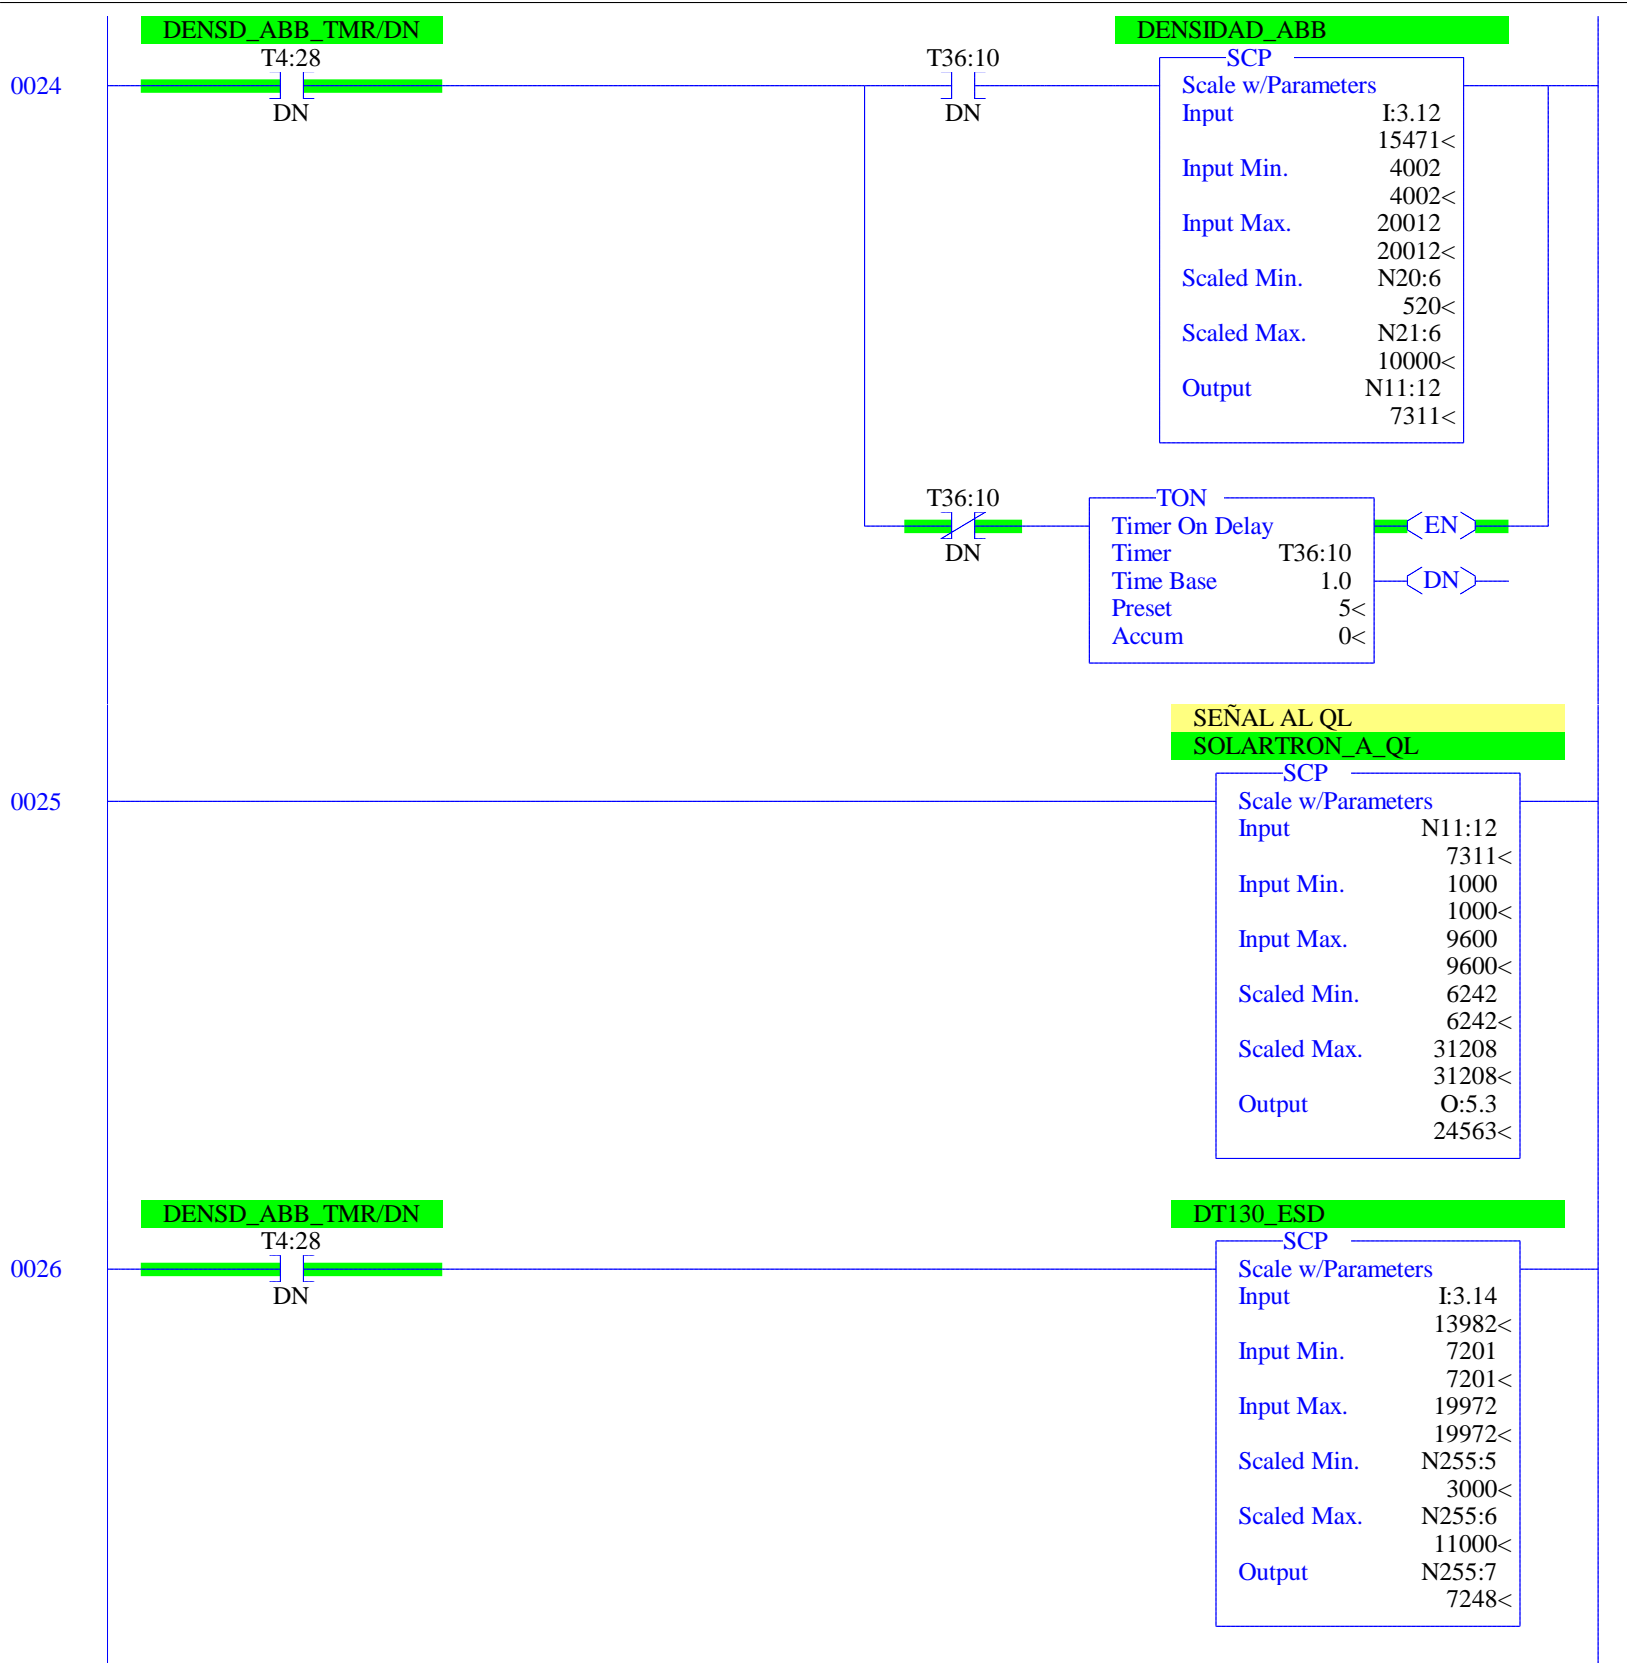 DENSD_ABB_TMR/DN
T4:28
DN
0024
T36:10
DN
DENSIDAD_ABB
SCP
Scale w/Parameters
Input I:3.12
15471<
Input Min. 4002
4002<
Input Max. 20012
20012<
Scaled Min. N20:6
520<
Scaled Max. N21:6
10000<
Output N11:12
7311<
T36:10
DN
TON
Timer On Delay
Timer T36:10
Time Base 1.0
Preset 5<
Accum 0<
EN
DN
SEÑAL AL QL
SOLARTRON_A_QL
SCP
0025
Scale w/Parameters
Input N11:12
7311<
Input Min. 1000
1000<
Input Max. 9600
9600<
Scaled Min. 6242
6242<
Scaled Max. 31208
31208<
Output O:5.3
24563<
DENSD_ABB_TMR/DN
T4:28
DN
0026
DT130_ESD
SCP
Scale w/Parameters
Input I:3.14
13982<
Input Min. 7201
7201<
Input Max. 19972
19972<
Scaled Min. N255:5
3000<
Scaled Max. N255:6
11000<
Output N255:7
7248<